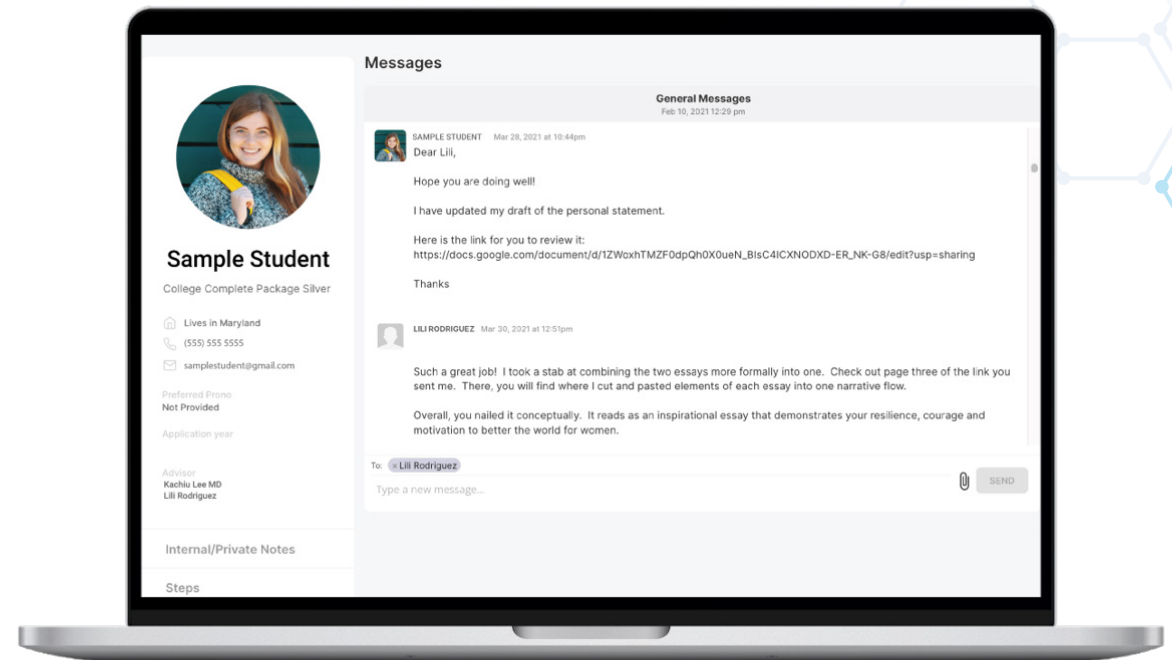 Messages
General Messages
Feb 10, 2021 12:29 pm
SAMPLE STUDENT Mar 28, 2021 at 10:44pm
Dear Lili,
Hope you are doing well!
I have updated my draft of the personal statement.
Here is the link for you to review it:
https://docs.google.com/document/d/1ZWoxhTMZF0dpQh0X0ueN_BIsC4ICXNODXD-ER_NK-G8/edit?usp=sharing
Thanks
LILI RODRIGUEZ Mar 30, 2021 at 12:51pm
Such a great job! I took a stab at combining the two essays more formally into one. Check out page three of the link you
sent me. There, you will find where I cut and pasted elements of each essay into one narrative flow.
Overall, you nailed it conceptually. It reads as an inspirational essay that demonstrates your resilience, courage and
motivation to better the world for women.
To: × Lili Rodriguez
Type a new message...
SEND
Sample Student
College Complete Package Silver
Lives in Maryland
(555) 555 5555
samplestudent@gmail.com
Preferred Prono
Not Provided
Application year
Advisor
Kachiu Lee MD
Lili Rodriguez
Internal/Private Notes
Steps